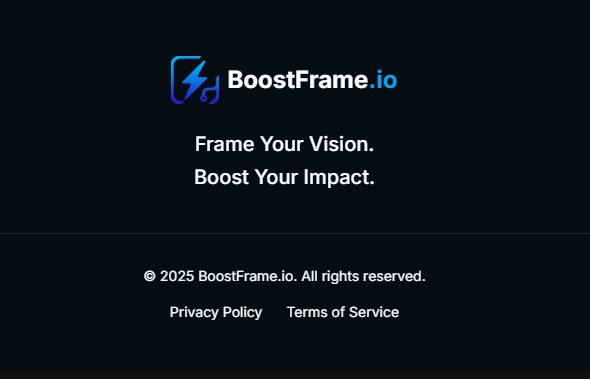 BoostFrame.io
Frame Your Vision.
Boost Your Impact.
© 2025 BoostFrame.io. All rights reserved.
Privacy Policy Terms of Service